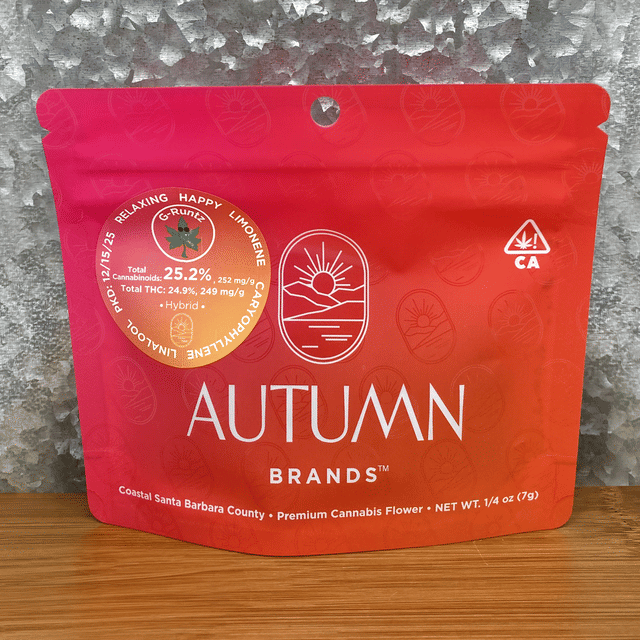 RELAXING HAPPY LIMONENE CARYOPHYLLENE LINALOOL PKD: 12/15/25
G-Runtz
Total
Cannabinoids: 25.2%, 252 mg/g
Total THC: 24.9%, 249 mg/g
• Hybrid •
CA
AUTUMN
BRANDS™
Coastal Santa Barbara County • Premium Cannabis Flower • NET WT. 1/4 oz (7g)